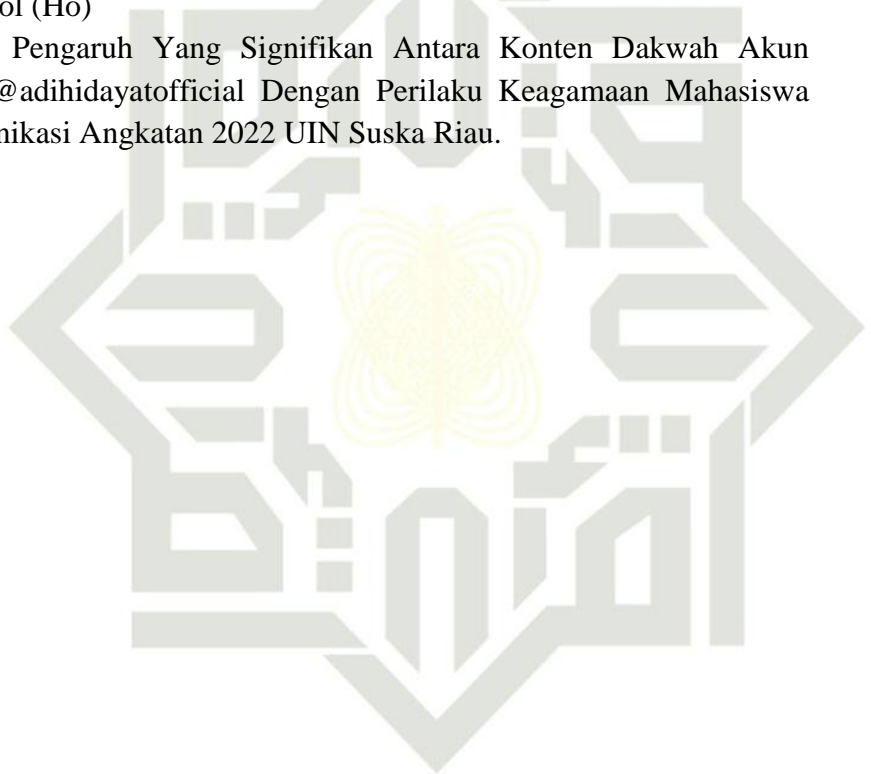 ol (Ho)
Pengaruh Yang Signifikan Antara Konten Dakwah Akun
@adihidayatofficial Dengan Perilaku Keagamaan Mahasiswa
nikasi Angkatan 2022 UIN Suska Riau.